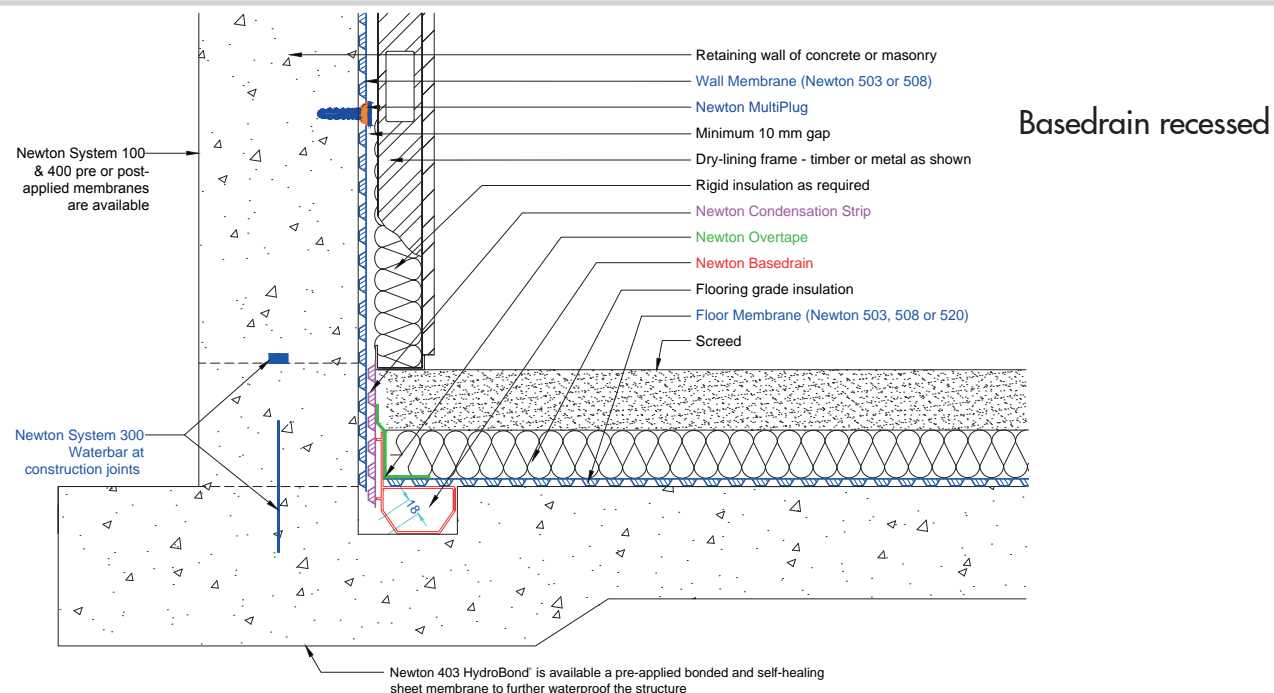 Retaining wall of concrete or masonry
Wall Membrane (Newton 503 or 508)
Newton MultiPlug
Minimum 10 mm gap
Dry-lining frame - timber or metal as shown
Rigid insulation as required
Newton Condensation Strip
Newton Overtape
Newton Basedrain
Flooring grade insulation
Floor Membrane (Newton 503, 508 or 520)
Screed
Basedrain recessed
Newton System 100
& 400 pre or post-
applied membranes
are available
Newton System 300
Waterbar at
construction joints
18
Newton 403 HydroBond' is available a pre-applied bonded and self-healing
sheet membrane to further waterproof the structure